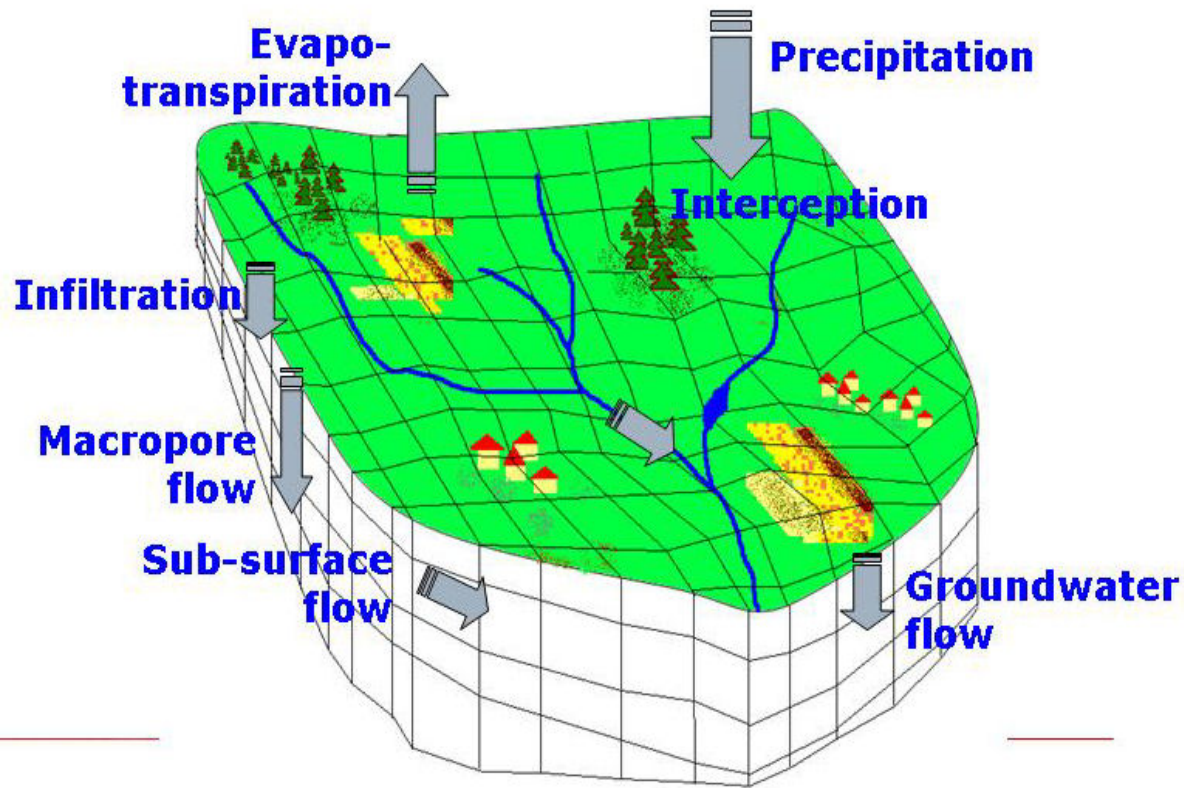 Evapo-
transpiration
Precipitation
Interception
Infiltration
Macropore
flow
Sub-surface
flow
Groundwater
flow